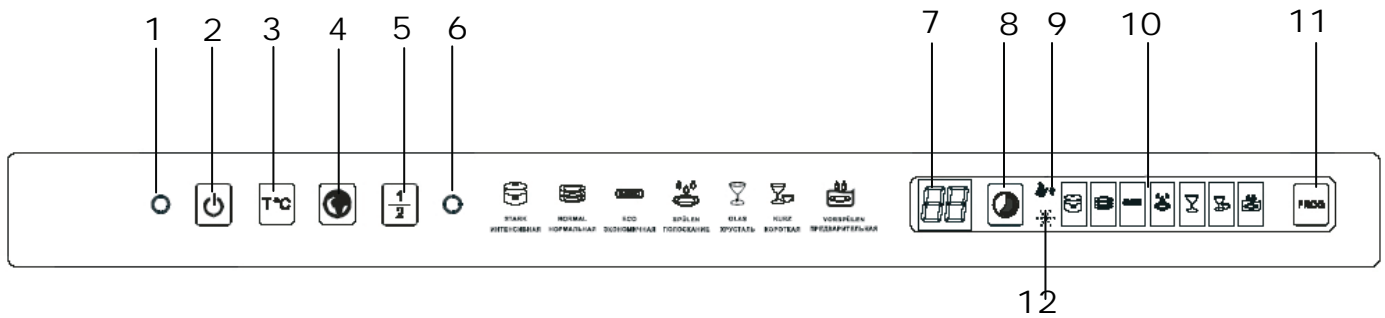 1 2 3 4 5 6 7 8 9 10 11
T°C 1/2 88 PROG
STARK NORMAL ECO SPÜLEN GLAS KURZ VORSPÜLEN
ИНТЕНСИВНАЯ НОРМАЛЬНАЯ ЭКОНОМИЧНАЯ ПОЛОСКАНИЕ ХРУСТАЛЬ КОРОТКАЯ ПРЕДВАРИТЕЛЬНАЯ
12